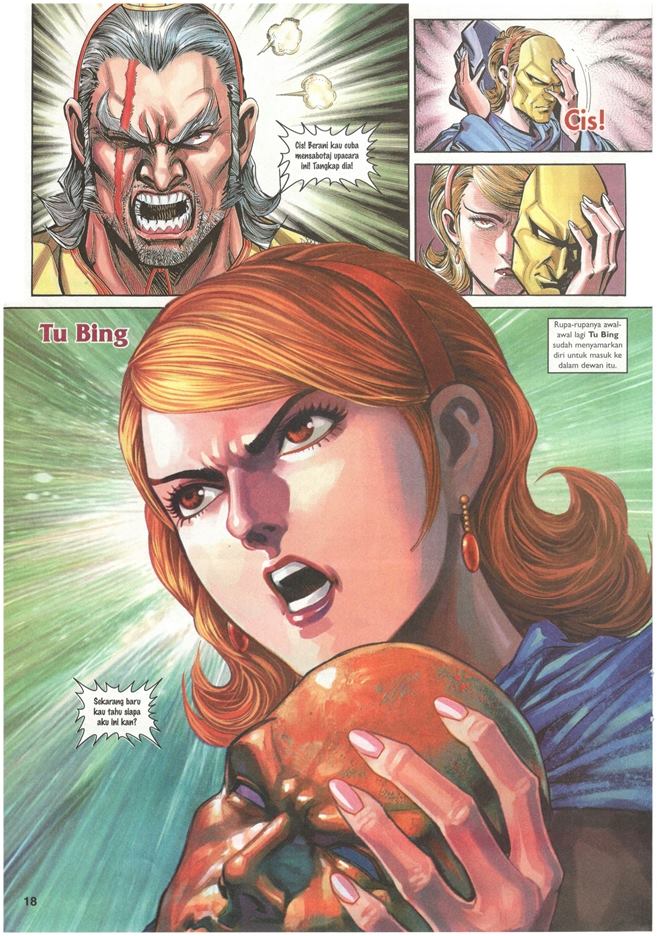 Cis! Berani kau cuba
mensabotaj upacara
ini! Tangkap dia!
Cis!
Tu Bing
Rupa-rupanya awal-
awal lagi Tu Bing
sudah menyamarkan
diri untuk masuk ke
dalam dewan itu.
Sekarang baru
kau tahu siapa
aku ini kan?
18